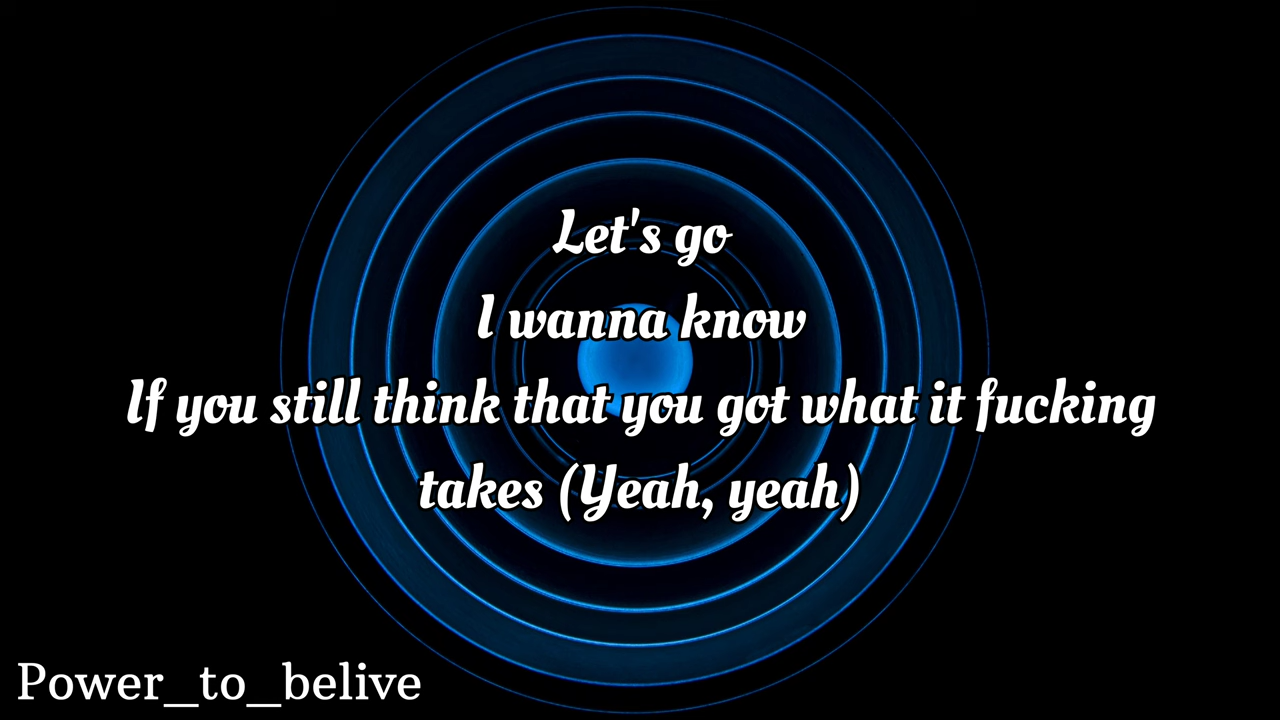 Let's go
I wanna know
If you still think that you got what it fucking
takes (Yeah, yeah)
Power_to_belive